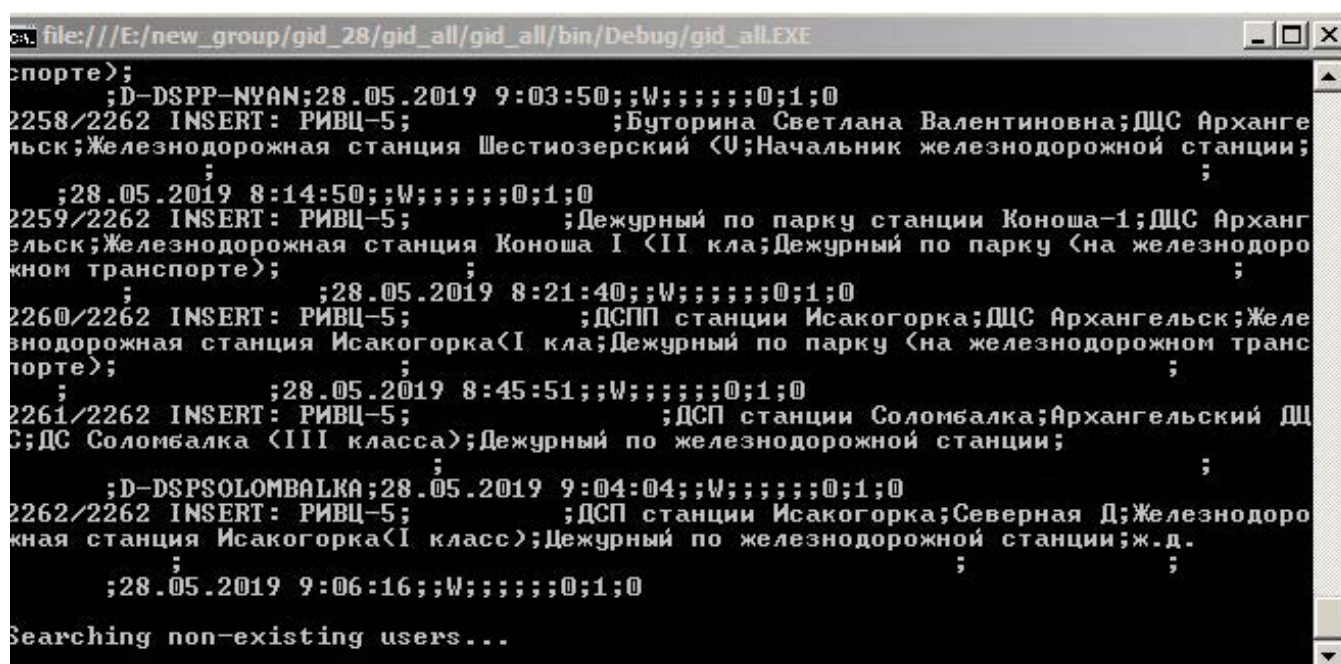 file:///E:/new_group/gid_28/gid_all/gid_all/bin/Debug/gid_all.EXE
спорте);
;D-DSPP-NYAN;28.05.2019 9:03:50;;W;;;;;;0;1;0
2258/2262 INSERT: РИВЦ-5; ;Буторина Светлана Валентиновна;ДЦС Арханге
льск;Железнодорожная станция Шестиозерский (V;Начальник железнодорожной станции;
; ;
;28.05.2019 8:14:50;;W;;;;;;0;1;0
2259/2262 INSERT: РИВЦ-5; ;Дежурный по парку станции Коноша-1;ДЦС Арханг
ельск;Железнодорожная станция Коноша I (II кла;Дежурный по парку (на железнодоро
жном транспорте); ; ;
; ;28.05.2019 8:21:40;;W;;;;;;0;1;0
2260/2262 INSERT: РИВЦ-5; ;ДСПП станции Исакогорка;ДЦС Архангельск;Желе
знодорожная станция Исакогорка(I кла;Дежурный по парку (на железнодорожном транс
порте); ; ;
; ;28.05.2019 8:45:51;;W;;;;;;0;1;0
2261/2262 INSERT: РИВЦ-5; ;ДСП станции Соломбалка;Архангельский ДЦ
С;ДС Соломбалка (III класса);Дежурный по железнодорожной станции;
; ;
;D-DSPSOLOMBALKA;28.05.2019 9:04:04;;W;;;;;;0;1;0
2262/2262 INSERT: РИВЦ-5; ;ДСП станции Исакогорка;Северная Д;Железнодоро
жная станция Исакогорка(I класс);Дежурный по железнодорожной станции;ж.д.
; ; ;
;28.05.2019 9:06:16;;W;;;;;;0;1;0
Searching non-existing users...